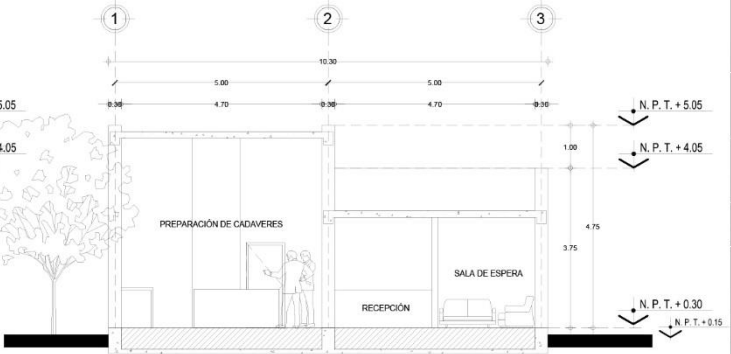 1 2 3
10.30
5.00 5.00
0.30 4.70 0.30 4.70 0.30
5.05
N. P. T. + 5.05
4.05
1.00
N. P. T. + 4.05
PREPARACIÓN DE CADAVERES
4.75
3.75
SALA DE ESPERA
RECEPCIÓN
N. P. T. + 0.30
N. P. T. +0.15